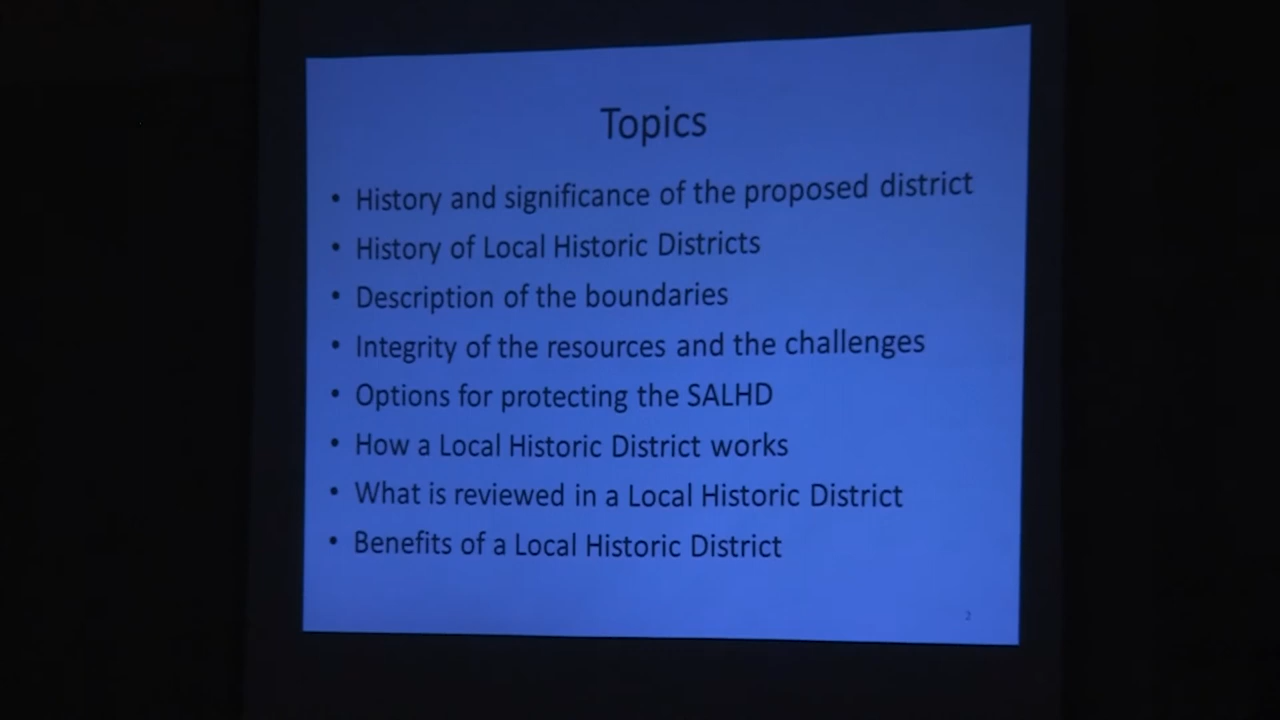 Topics
• History and significance of the proposed district
• History of Local Historic Districts
• Description of the boundaries
• Integrity of the resources and the challenges
• Options for protecting the SALHD
• How a Local Historic District works
• What is reviewed in a Local Historic District
• Benefits of a Local Historic District
2